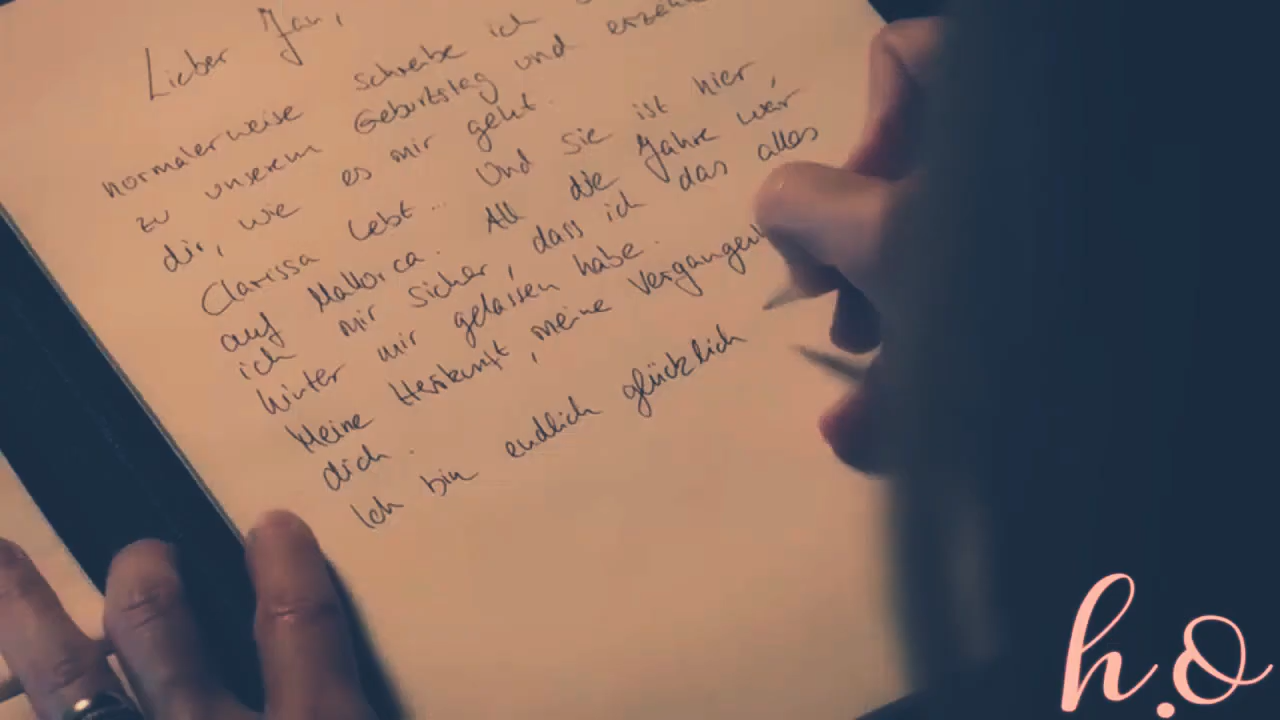 Lieber Jan,
normalerweise schreibe ich
zu unserem Geburtstag und
dir, wie es mir geht.
Clarissa lebt... Und sie ist hier,
auf Mallorca. All die Jahre war
ich mir sicher, dass ich das alles
hinter mir gelassen habe.
Meine Herkunft, meine
dich.
Ich bin endlich glücklich
h.o